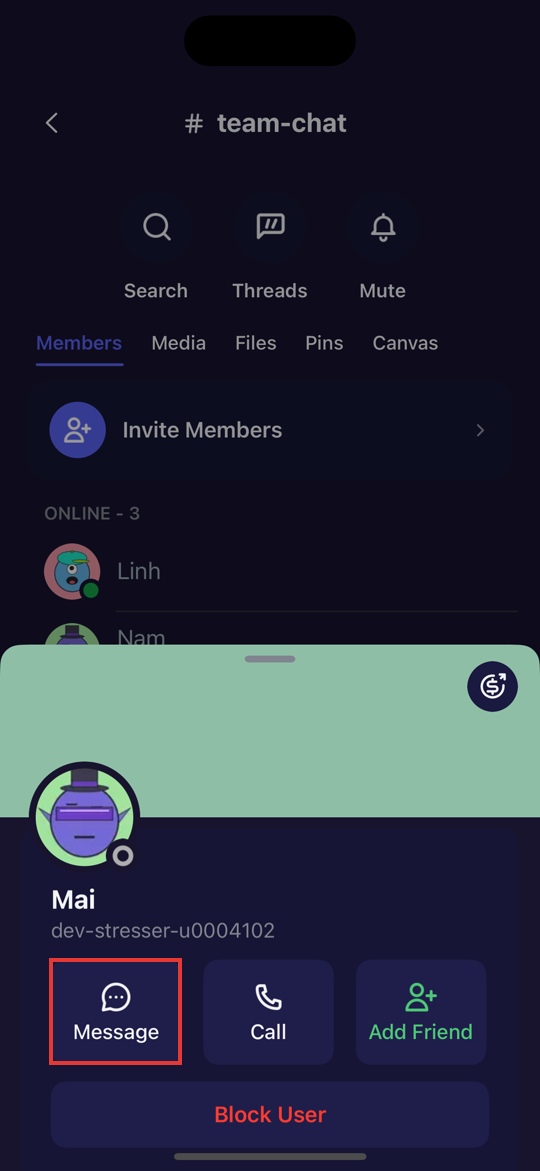 # team-chat
Search Threads Mute
Members Media Files Pins Canvas
Invite Members
ONLINE - 3
Linh
Nam
Mai
dev-stresser-u0004102
Message Call Add Friend
Block User